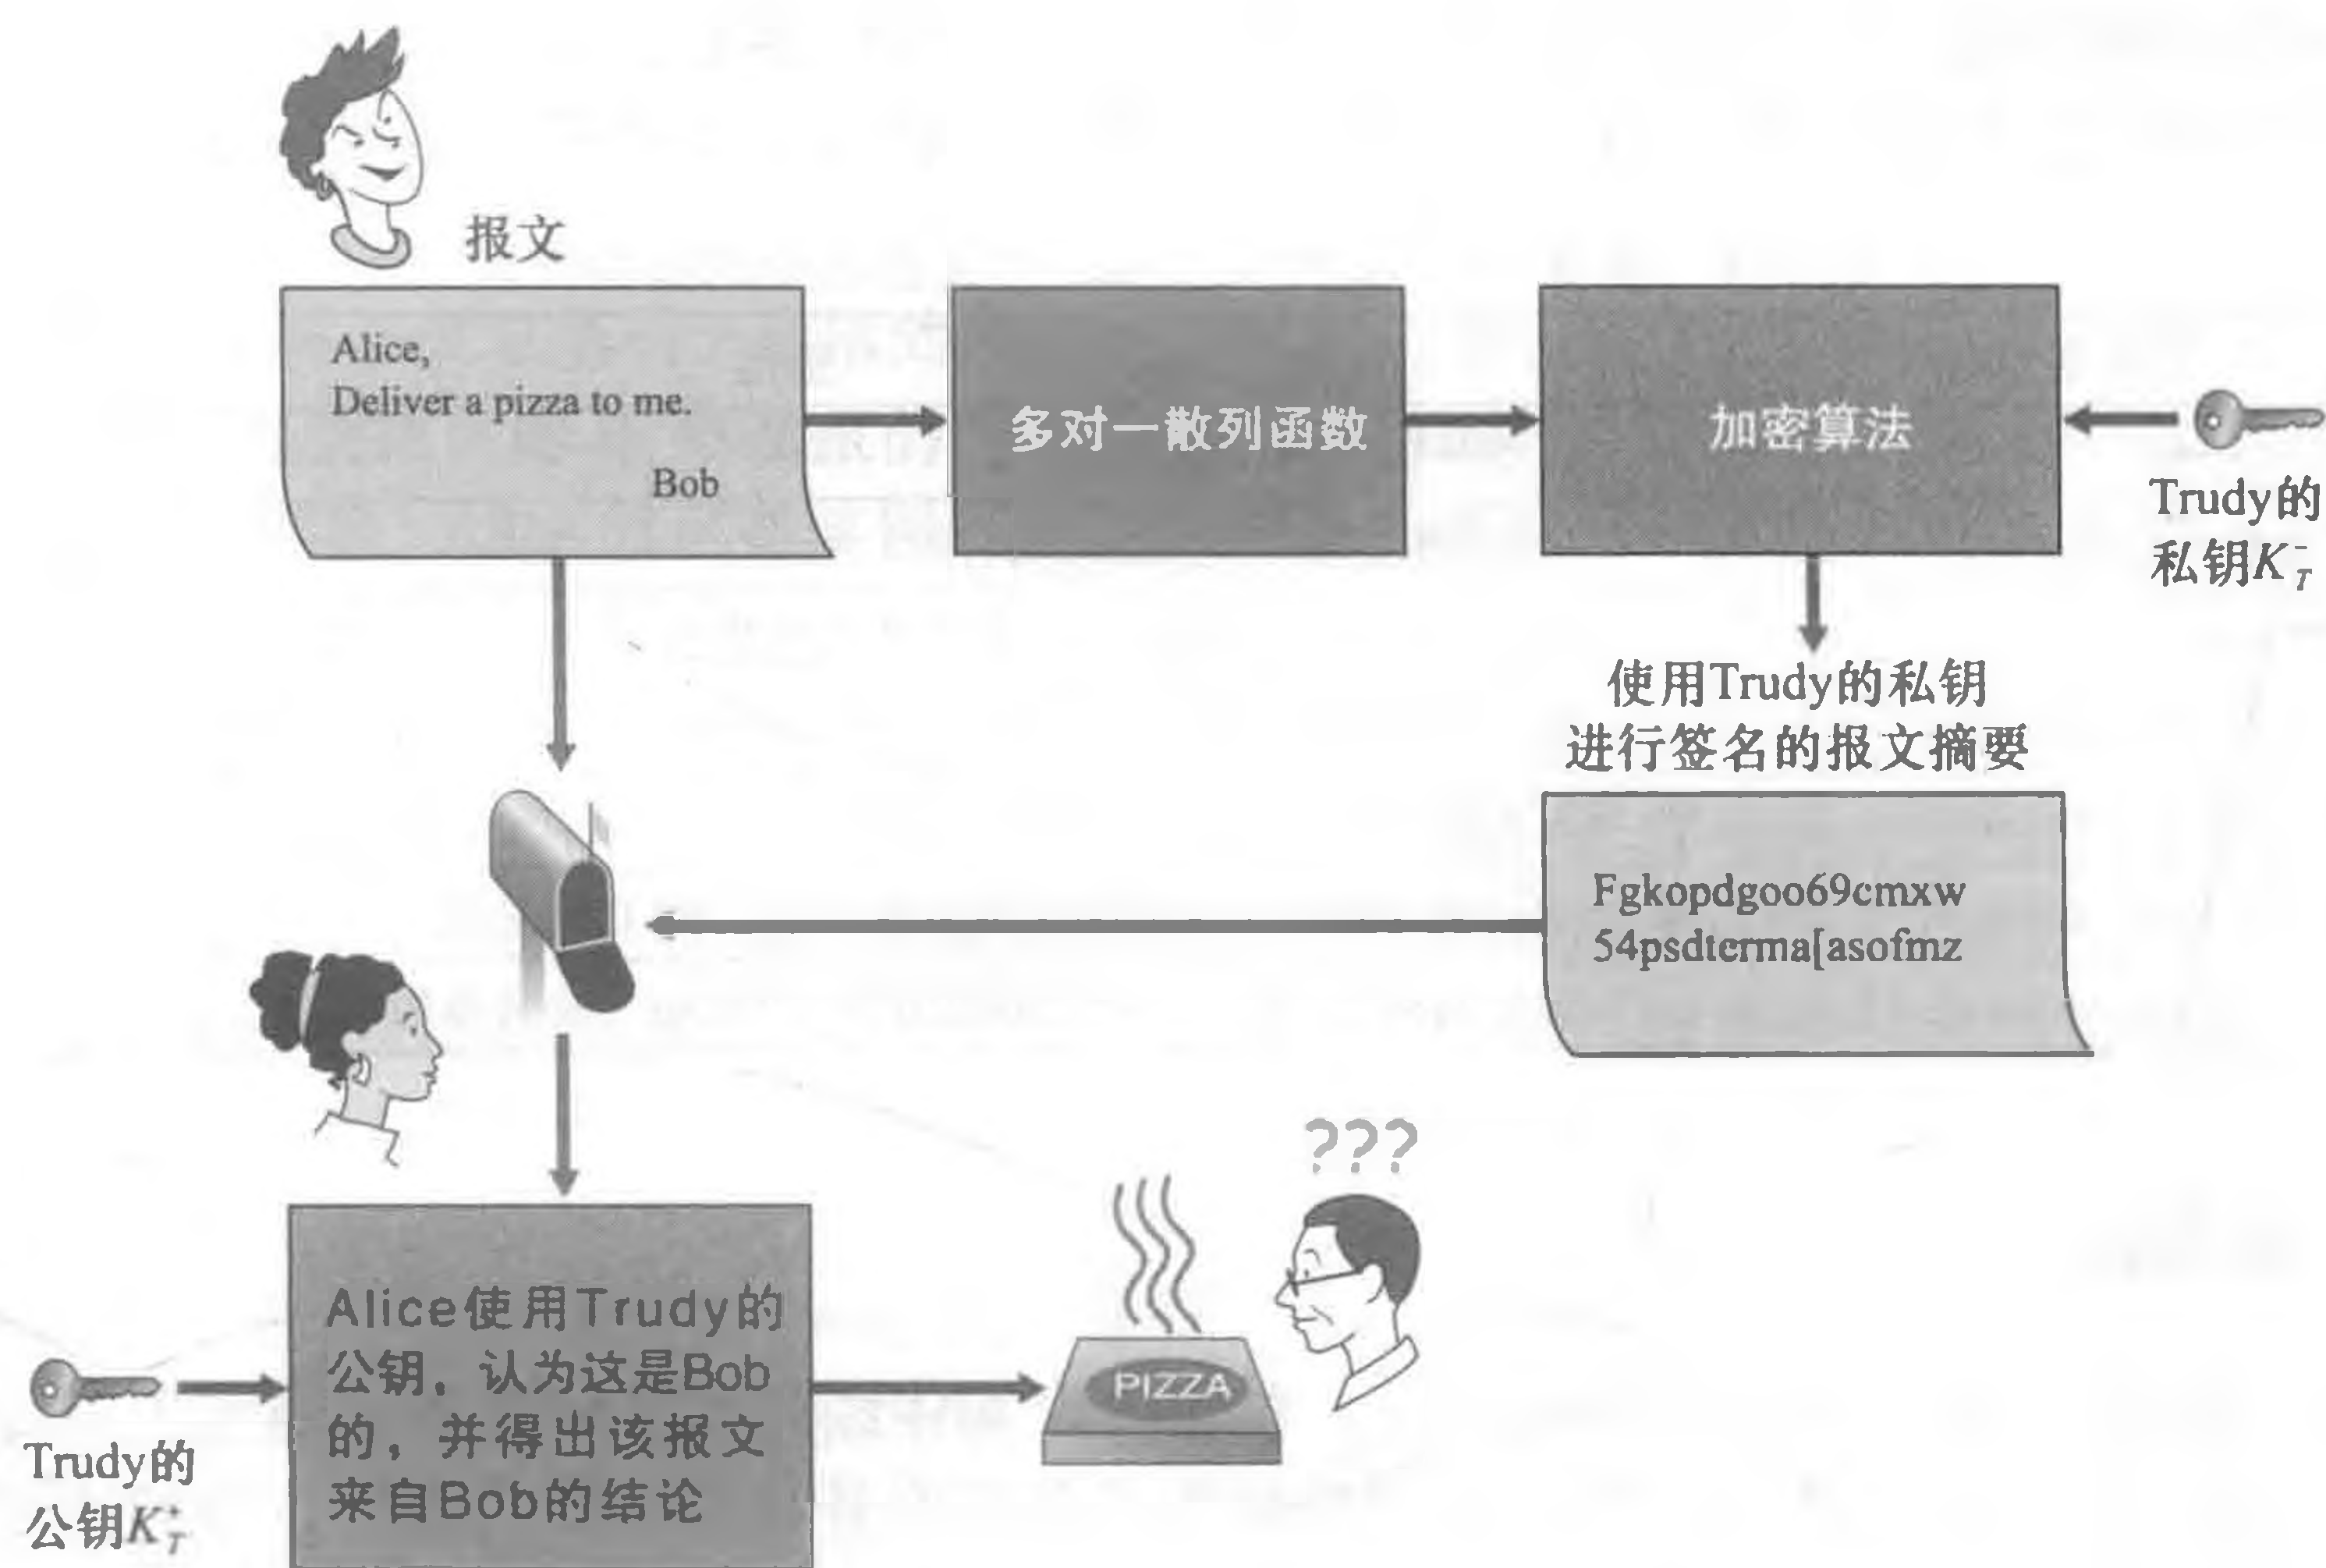 报文
Alice,
Deliver a pizza to me.
Bob
多对一散列函数
加密算法
Trudy的
私钥K⁻T
使用Trudy的私钥
进行签名的报文摘要
Fgkopdgoo69cmxw
54psdterma[asofmz
???
PIZZA
Alice使用Trudy的
公钥，认为这是Bob
的，并得出该报文
来自Bob的结论
Trudy的
公钥K⁺T